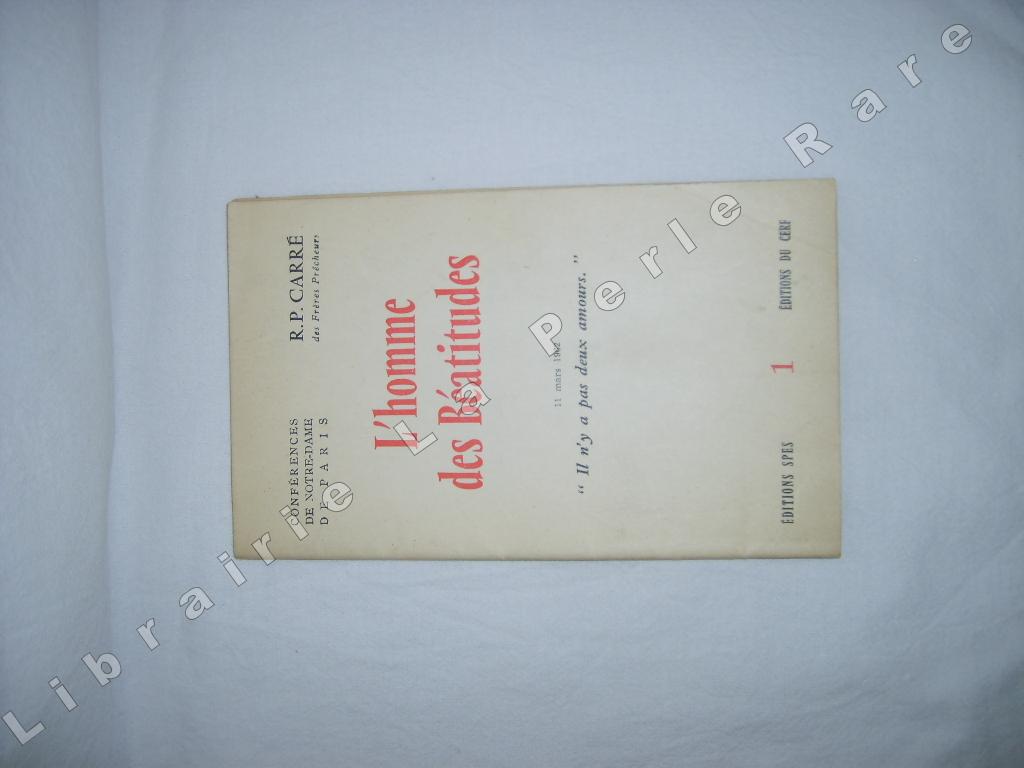 CONFÉRENCES
DE NOTRE-DAME
DE PARIS
R.P. CARRÉ
des Frères Prêcheurs
L'homme
des Béatitudes
11 mars 1962
“ Il n'y a pas deux amours. ”
ÉDITIONS SPES
1
ÉDITIONS DU CERF
Librairie La Perle Rare